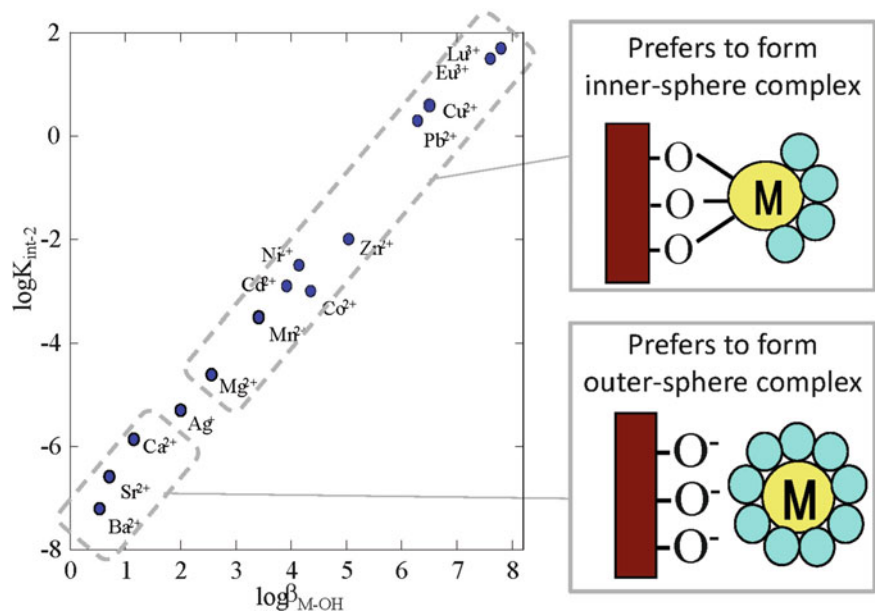 2
0
-2
-4
-6
-8
logK_int-2
0 1 2 3 4 5 6 7 8
logβ_M-OH
Lu³⁺
Eu³⁺
Cu²⁺
Pb²⁺
Zn²⁺
Ni²⁺
Cd²⁺
Co²⁺
Mn²⁺
Mg²⁺
Ag⁺
Ca²⁺
Sr²⁺
Ba²⁺
Prefers to form
inner-sphere complex
O
O
O
M
Prefers to form
outer-sphere complex
O⁻
O⁻
O⁻
M